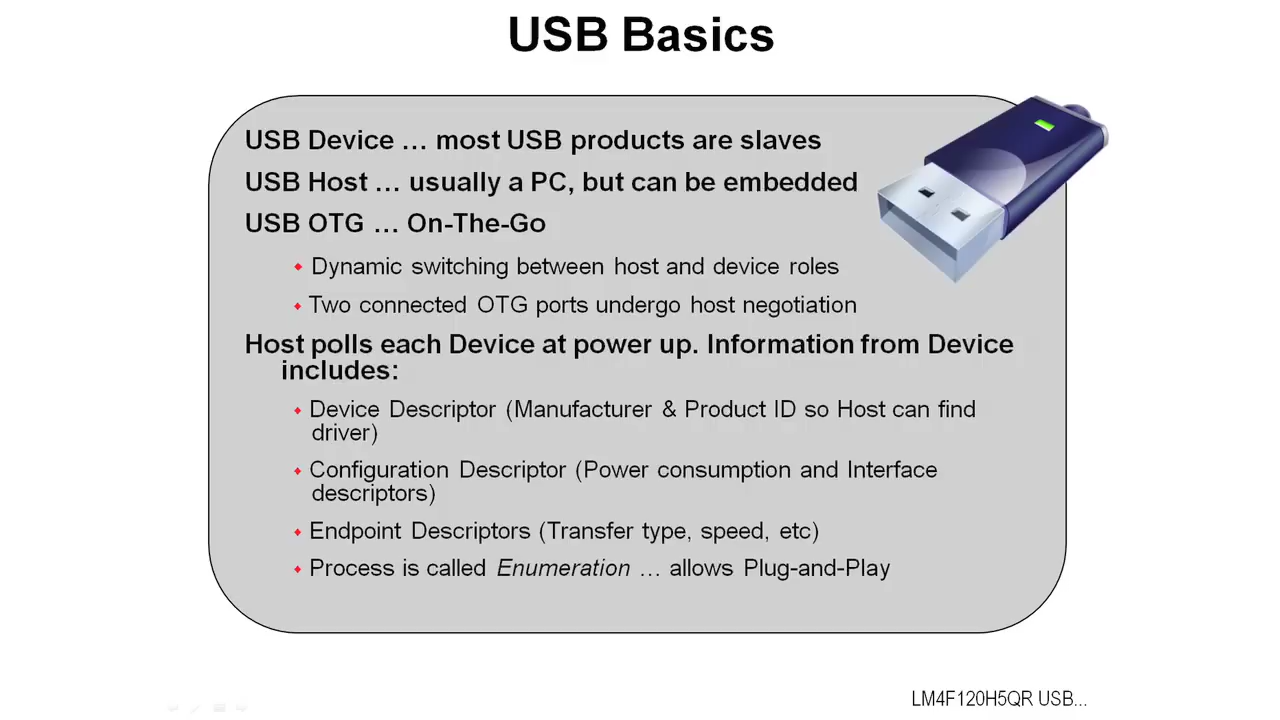 USB Basics
USB Device … most USB products are slaves
USB Host … usually a PC, but can be embedded
USB OTG … On-The-Go
Dynamic switching between host and device roles
Two connected OTG ports undergo host negotiation
Host polls each Device at power up. Information from Device
includes:
Device Descriptor (Manufacturer & Product ID so Host can find
driver)
Configuration Descriptor (Power consumption and Interface
descriptors)
Endpoint Descriptors (Transfer type, speed, etc)
Process is called Enumeration … allows Plug-and-Play
LM4F120H5QR USB...